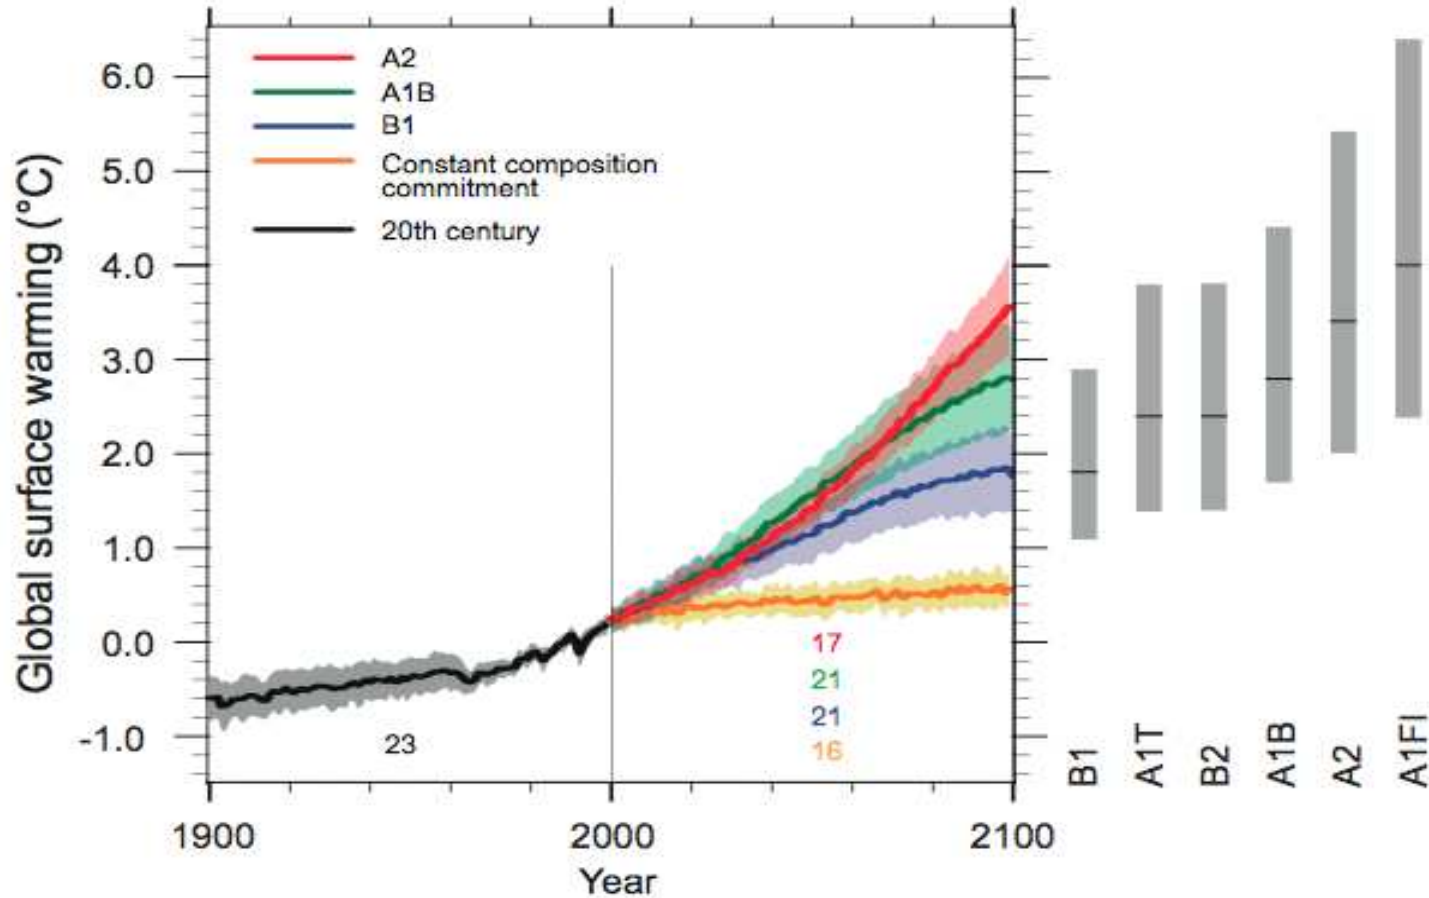 A2
A1B
B1
Constant composition
commitment
20th century
Global surface warming (°C)
6.0
5.0
4.0
3.0
2.0
1.0
0.0
-1.0
23
17
21
21
16
1900
2000
2100
Year
B1
A1T
B2
A1B
A2
A1FI